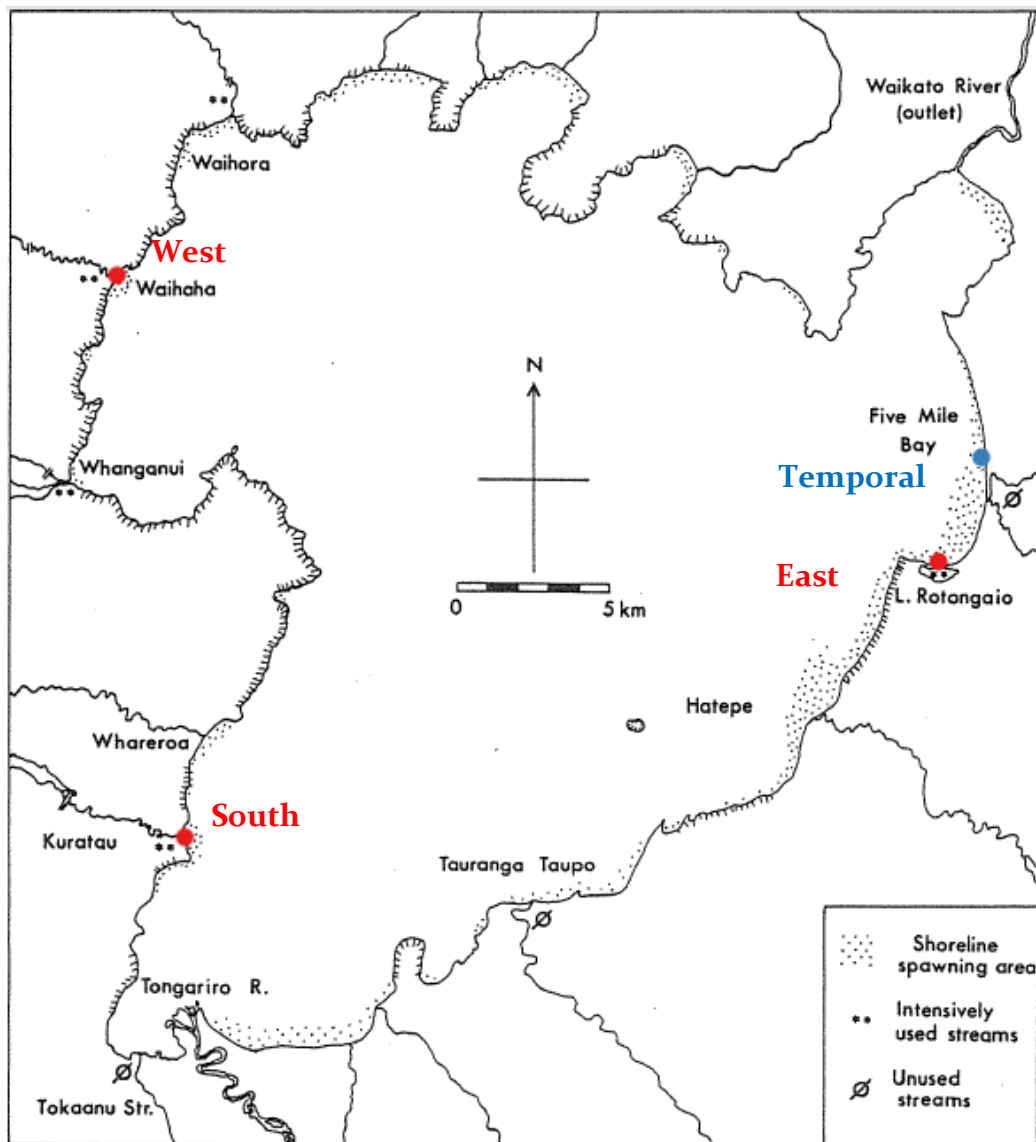 Waikato River
(outlet)
Waihora
West
Waihaha
N
Five Mile
Bay
Whanganui
Temporal
East
0 5 km
L. Rotongaio
Hatepe
Whareroa
South
Kuratau
Tauranga Taupo
Tongariro R.
Tokaanu Str.
Shoreline
spawning area
Intensively
used streams
Unused
streams